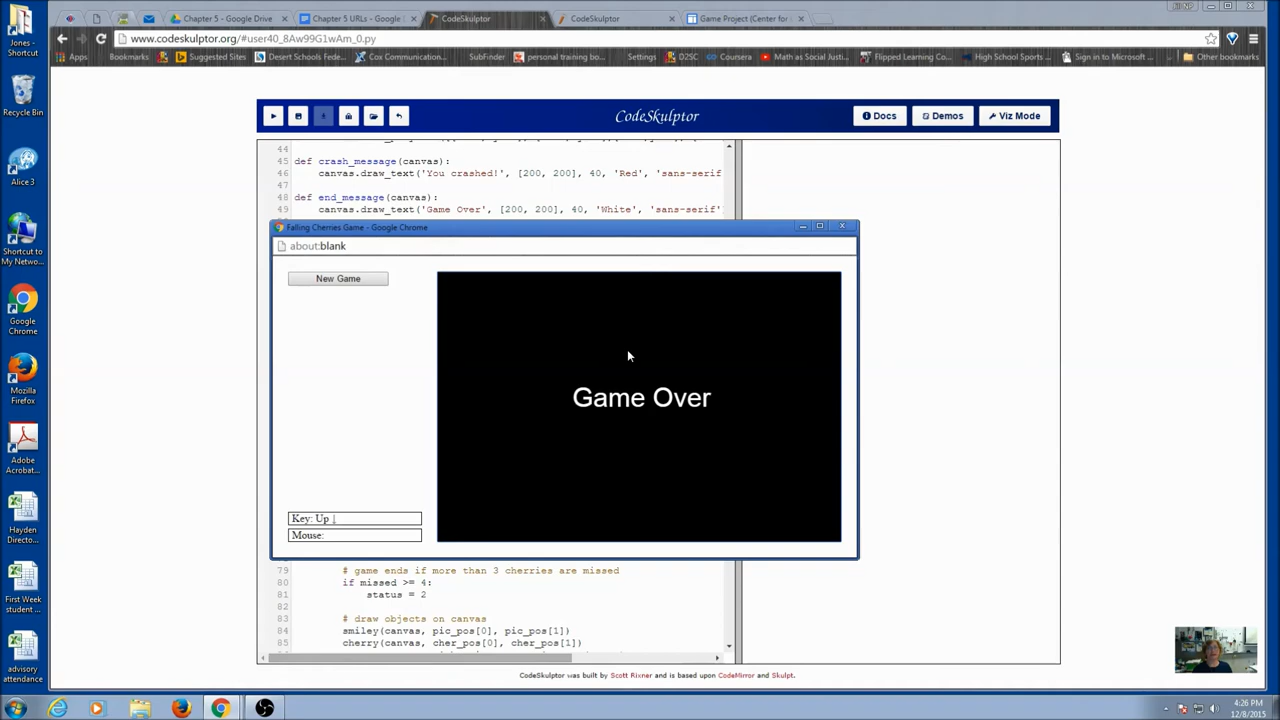 Chapter 5 - Google Drive
Chapter 5 URLs - Google
CodeSkulptor
CodeSkulptor
Game Project (Center for
www.codeskulptor.org/#user40_8Aw99G1wAm_0.py
Apps
Bookmarks
Suggested Sites
Desert Schools Fede...
Cox Communication...
SubFinder
personal training bo...
Settings
D2SC
Coursera
Math as Social Justi...
Flipped Learning Co...
High School Sports ...
Sign in to Microsoft ...
Other bookmarks
Jones -
Shortcut
Recycle Bin
Alice 3
Shortcut to
My Netwo...
Google
Chrome
Mozilla
Firefox
Adobe
Acrobat...
Hayden
Directo...
First Week
student ...
advisory
attendance
CodeSkulptor
Docs
Demos
Viz Mode
44
45 def crash_message(canvas):
46 canvas.draw_text('You crashed!', [200, 200], 40, 'Red', 'sans-serif
47
48 def end_message(canvas):
49 canvas.draw_text('Game Over', [200, 200], 40, 'White', 'sans-serif'
Falling Cherries Game - Google Chrome
about:blank
New Game
Game Over
Key: Up
Mouse:
79 # game ends if more than 3 cherries are missed
80 if missed >= 4:
81 status = 2
82
83 # draw objects on canvas
84 smiley(canvas, pic_pos[0], pic_pos[1])
85 cherry(canvas, cher_pos[0], cher_pos[1])
CodeSkulptor was built by Scott Rixner and is based upon CodeMirror and Skulpt.
4:26 PM
12/8/2015